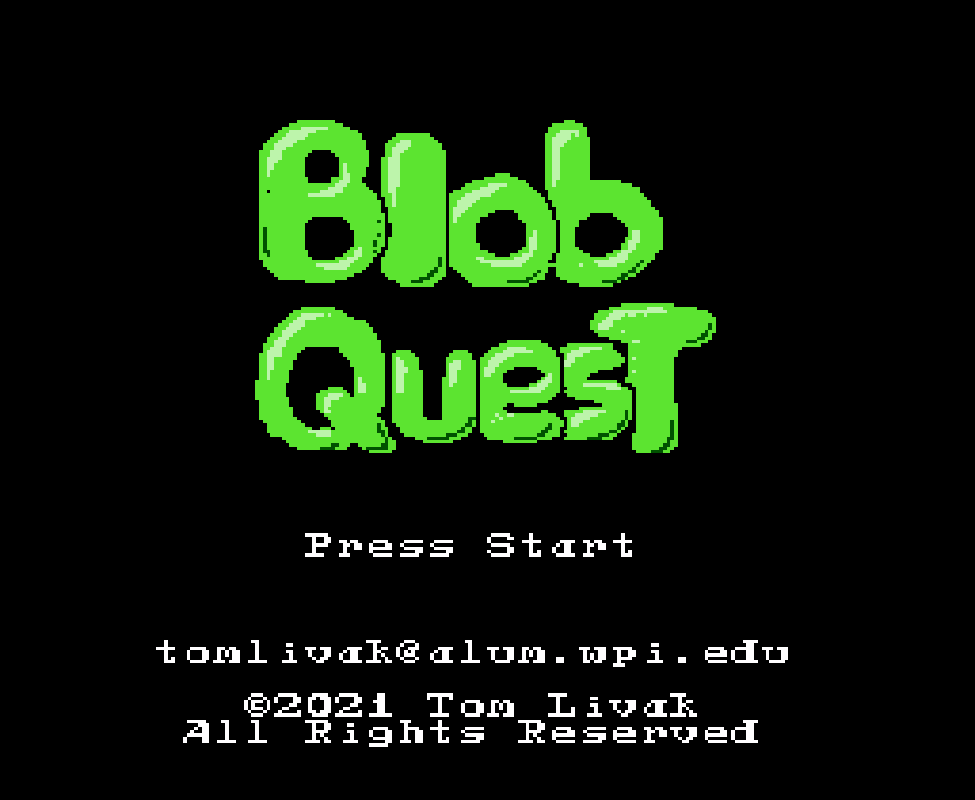 Blob
QuesT
Press Start
tomlivak@alum.wpi.edu
©2021 Tom Livak
All Rights Reserved